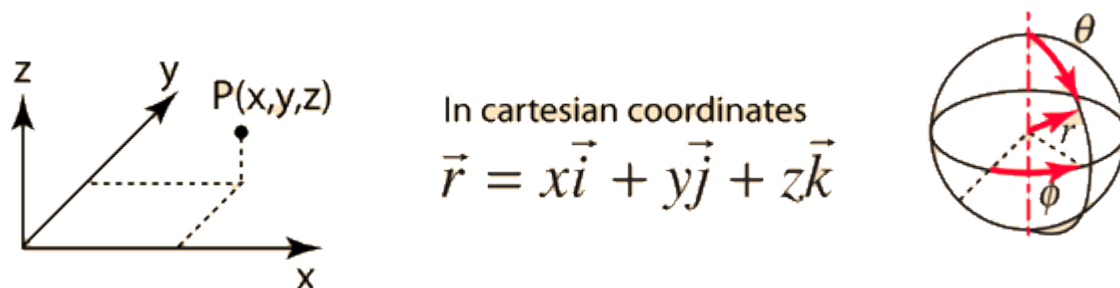 z
y
P(x,y,z)
x
In cartesian coordinates
r⃗ = xi⃗ + yj⃗ + zk⃗
θ
r
ϕ